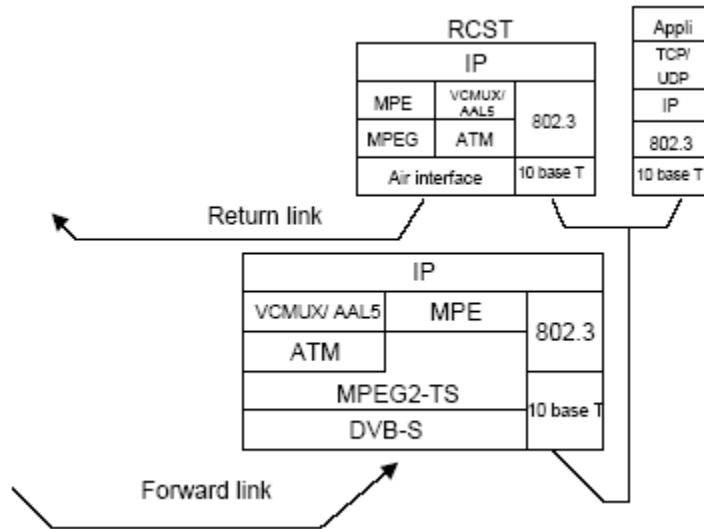 RCST
IP
MPE
VCMUX/
AAL5
802.3
MPEG
ATM
Air interface
10 base T
Appli
TCP/
UDP
IP
802.3
10 base T
Return link
IP
VCMUX/ AAL5
MPE
802.3
ATM
MPEG2-TS
10 base T
DVB-S
Forward link